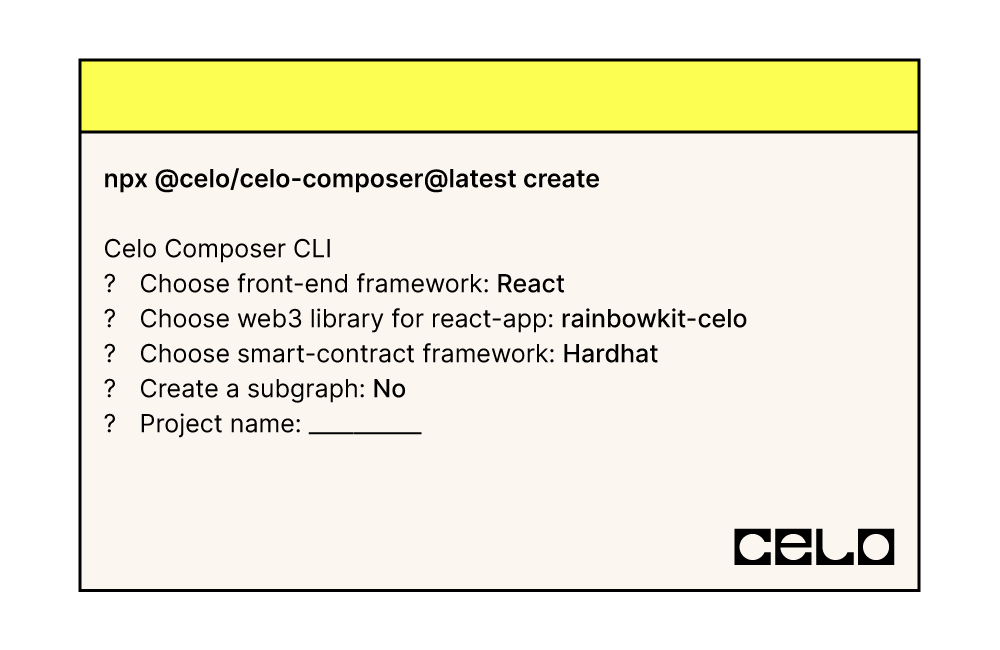 npx @celo/celo-composer@latest create
Celo Composer CLI
? Choose front-end framework: React
? Choose web3 library for react-app: rainbowkit-celo
? Choose smart-contract framework: Hardhat
? Create a subgraph: No
? Project name: _________
CELO